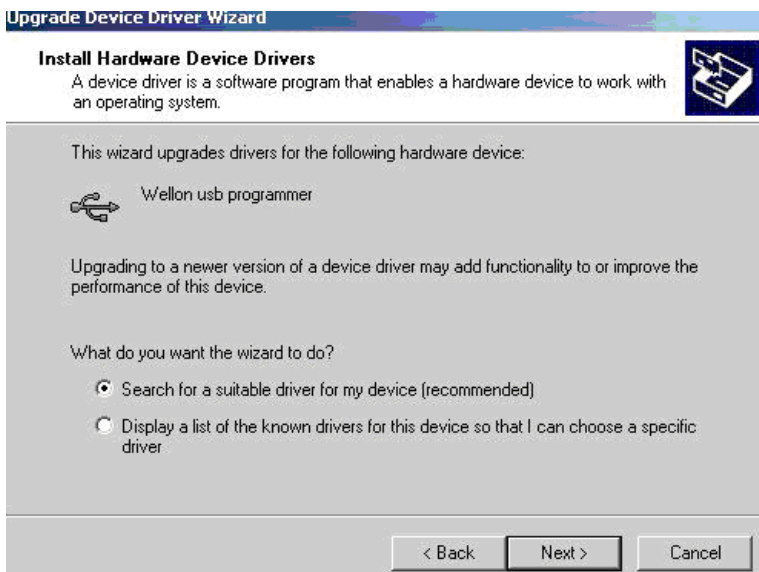 Upgrade Device Driver Wizard
Install Hardware Device Drivers
A device driver is a software program that enables a hardware device to work with
an operating system.
This wizard upgrades drivers for the following hardware device:
Wellon usb programmer
Upgrading to a newer version of a device driver may add functionality to or improve the
performance of this device.
What do you want the wizard to do?
Search for a suitable driver for my device (recommended)
Display a list of the known drivers for this device so that I can choose a specific
driver
< Back Next > Cancel